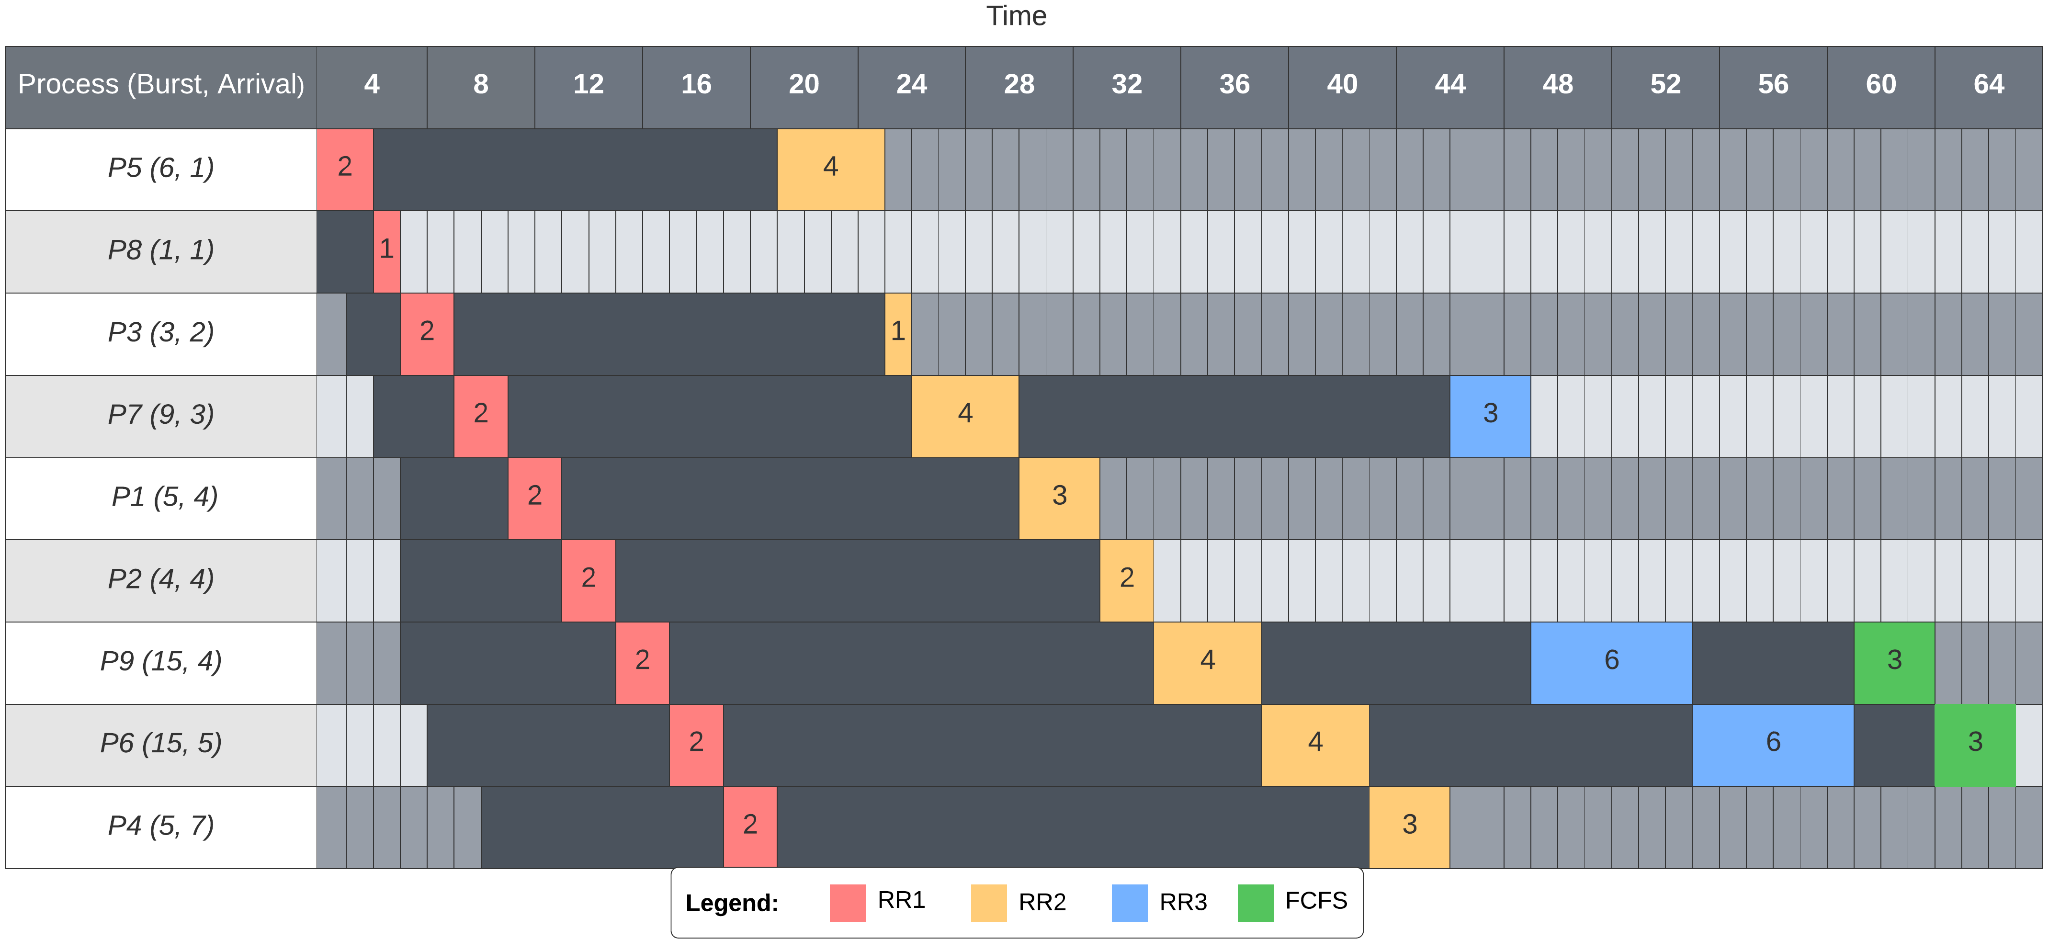 Time
Process (Burst, Arrival) 4 8 12 16 20 24 28 32 36 40 44 48 52 56 60 64
P5 (6, 1) 2 4
P8 (1, 1) 1
P3 (3, 2) 2 1
P7 (9, 3) 2 4 3
P1 (5, 4) 2 3
P2 (4, 4) 2 2
P9 (15, 4) 2 4 6 3
P6 (15, 5) 2 4 6 3
P4 (5, 7) 2 3
Legend: RR1 RR2 RR3 FCFS